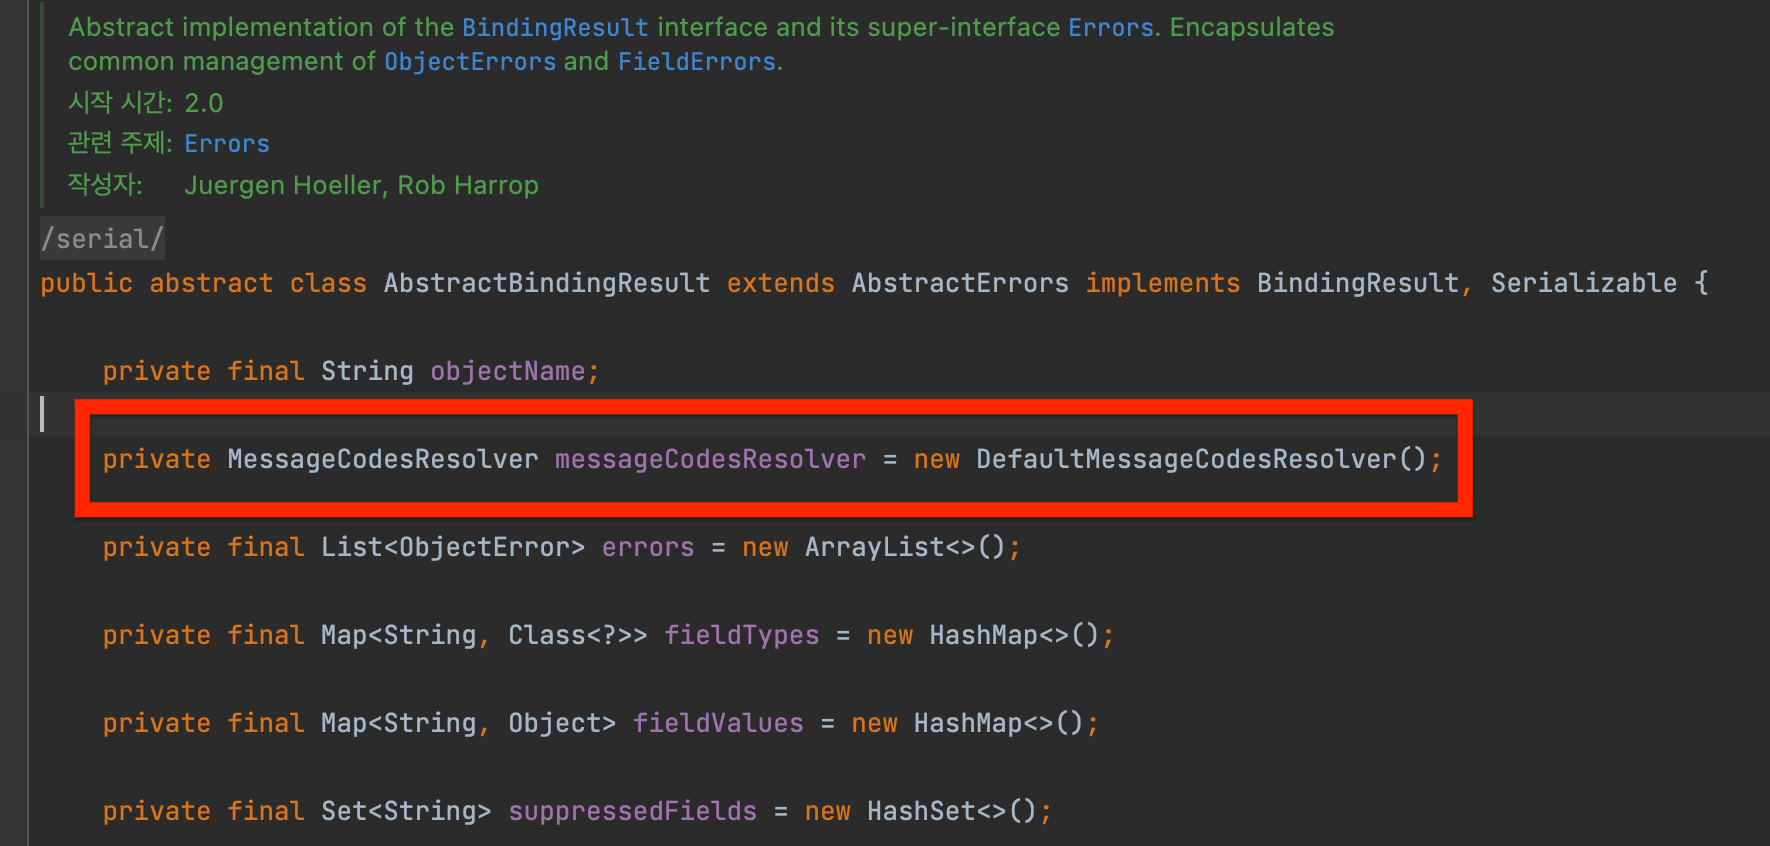 Abstract implementation of the BindingResult interface and its super-interface Errors. Encapsulates
common management of ObjectErrors and FieldErrors.
시작 시간: 2.0
관련 주제: Errors
작성자: Juergen Hoeller, Rob Harrop
/serial/
public abstract class AbstractBindingResult extends AbstractErrors implements BindingResult, Serializable {
private final String objectName;
private MessageCodesResolver messageCodesResolver = new DefaultMessageCodesResolver();
private final List<ObjectError> errors = new ArrayList<>();
private final Map<String, Class<?>> fieldTypes = new HashMap<>();
private final Map<String, Object> fieldValues = new HashMap<>();
private final Set<String> suppressedFields = new HashSet<>();